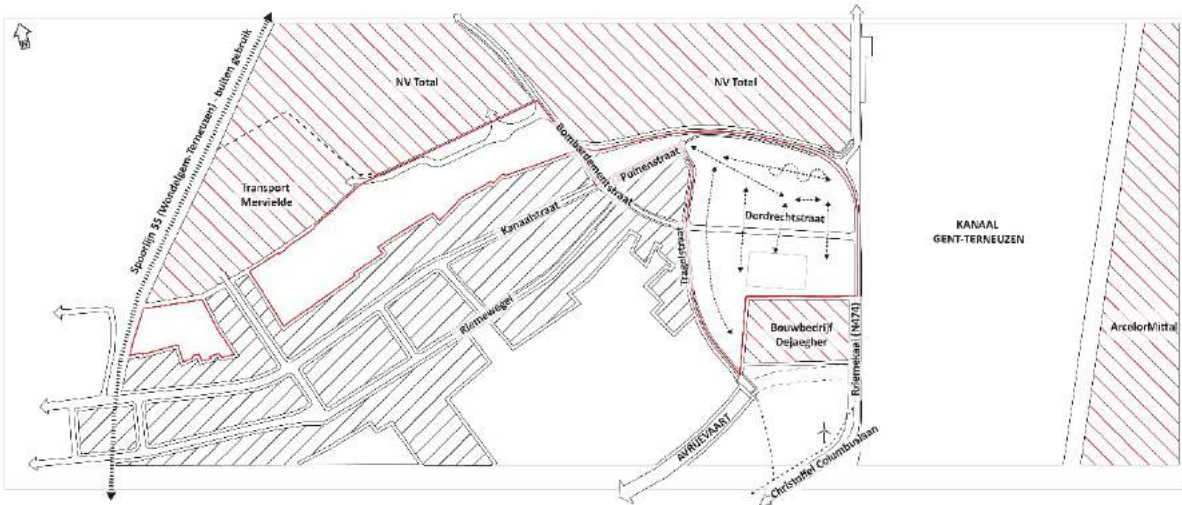 N
Spoorlijn 55 (Wondelgem-Terneuzen) - buiten gebruik
NV Total
NV Total
Transport
Mervielde
Bombardementstraat
Puinenstraat
Kanaalstraat
Dordrechtstraat
Tragelstraat
Riemewegel
KANAAL
GENT-TERNEUZEN
Bouwbedrijf
Dejaegher
Riemekaai (N474)
ArcelorMittal
AVRIJEVAART
Christoffel Columbuslaan